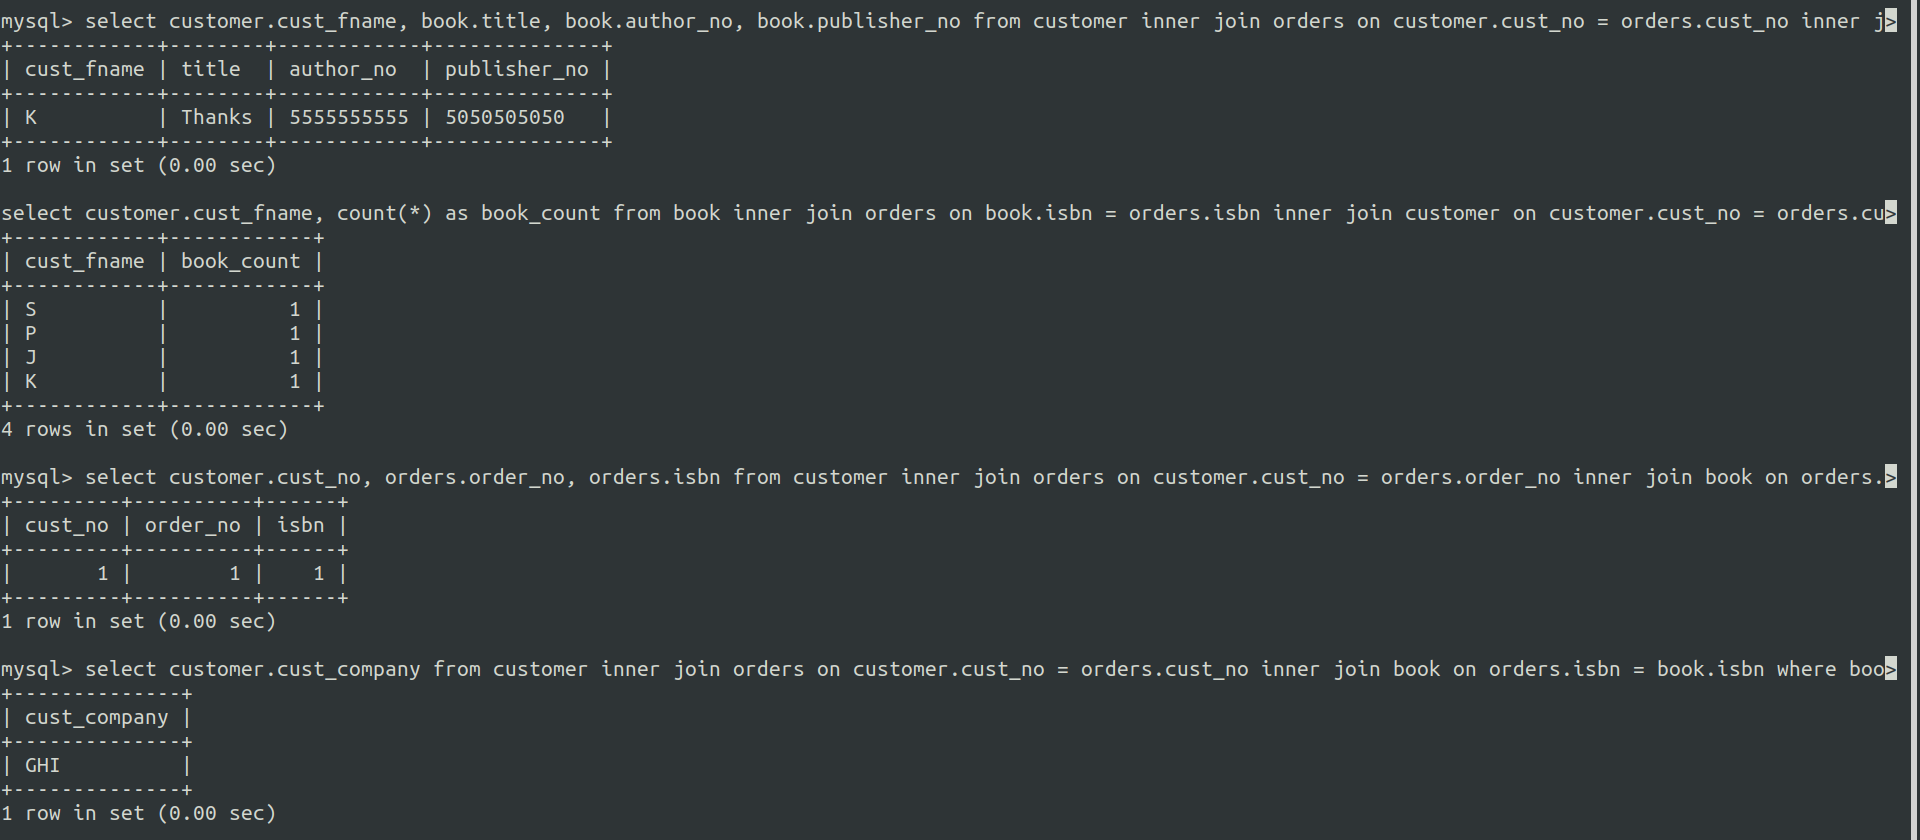 mysql> select customer.cust_fname, book.title, book.author_no, book.publisher_no from customer inner join orders on customer.cust_no = orders.cust_no inner j>
+------------+--------+------------+--------------+
| cust_fname | title  | author_no  | publisher_no |
+------------+--------+------------+--------------+
| K          | Thanks | 5555555555 | 5050505050   |
+------------+--------+------------+--------------+
1 row in set (0.00 sec)

select customer.cust_fname, count(*) as book_count from book inner join orders on book.isbn = orders.isbn inner join customer on customer.cust_no = orders.cu>
+------------+------------+
| cust_fname | book_count |
+------------+------------+
| S          |          1 |
| P          |          1 |
| J          |          1 |
| K          |          1 |
+------------+------------+
4 rows in set (0.00 sec)

mysql> select customer.cust_no, orders.order_no, orders.isbn from customer inner join orders on customer.cust_no = orders.order_no inner join book on orders.>
+---------+----------+------+
| cust_no | order_no | isbn |
+---------+----------+------+
|       1 |        1 |    1 |
+---------+----------+------+
1 row in set (0.00 sec)

mysql> select customer.cust_company from customer inner join orders on customer.cust_no = orders.cust_no inner join book on orders.isbn = book.isbn where boo>
+--------------+
| cust_company |
+--------------+
| GHI          |
+--------------+
1 row in set (0.00 sec)